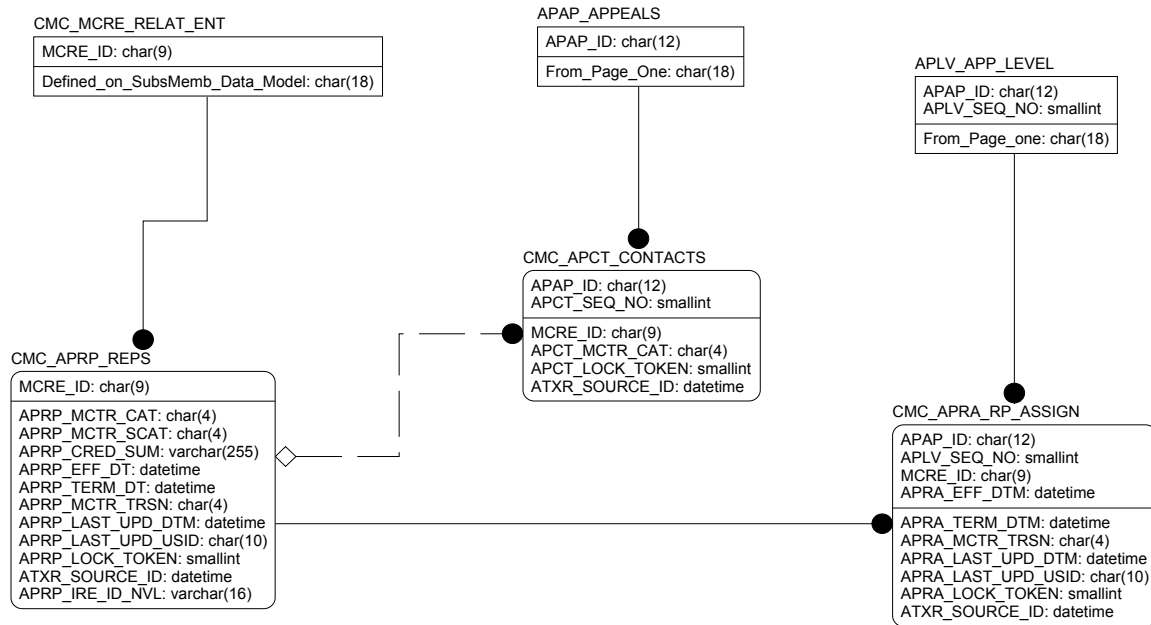 CMC_MCRE_RELAT_ENT
MCRE_ID: char(9)
Defined_on_SubsMemb_Data_Model: char(18)
APAP_APPEALS
APAP_ID: char(12)
From_Page_One: char(18)
APLV_APP_LEVEL
APAP_ID: char(12)
APLV_SEQ_NO: smallint
From_Page_one: char(18)
CMC_APCT_CONTACTS
APAP_ID: char(12)
APCT_SEQ_NO: smallint
MCRE_ID: char(9)
APCT_MCTR_CAT: char(4)
APCT_LOCK_TOKEN: smallint
ATXR_SOURCE_ID: datetime
CMC_APRP_REPS
MCRE_ID: char(9)
APRP_MCTR_CAT: char(4)
APRP_MCTR_SCAT: char(4)
APRP_CRED_SUM: varchar(255)
APRP_EFF_DT: datetime
APRP_TERM_DT: datetime
APRP_MCTR_TRSN: char(4)
APRP_LAST_UPD_DTM: datetime
APRP_LAST_UPD_USID: char(10)
APRP_LOCK_TOKEN: smallint
ATXR_SOURCE_ID: datetime
APRP_IRE_ID_NVL: varchar(16)
CMC_APRA_RP_ASSIGN
APAP_ID: char(12)
APLV_SEQ_NO: smallint
MCRE_ID: char(9)
APRA_EFF_DTM: datetime
APRA_TERM_DTM: datetime
APRA_MCTR_TRSN: char(4)
APRA_LAST_UPD_DTM: datetime
APRA_LAST_UPD_USID: char(10)
APRA_LOCK_TOKEN: smallint
ATXR_SOURCE_ID: datetime